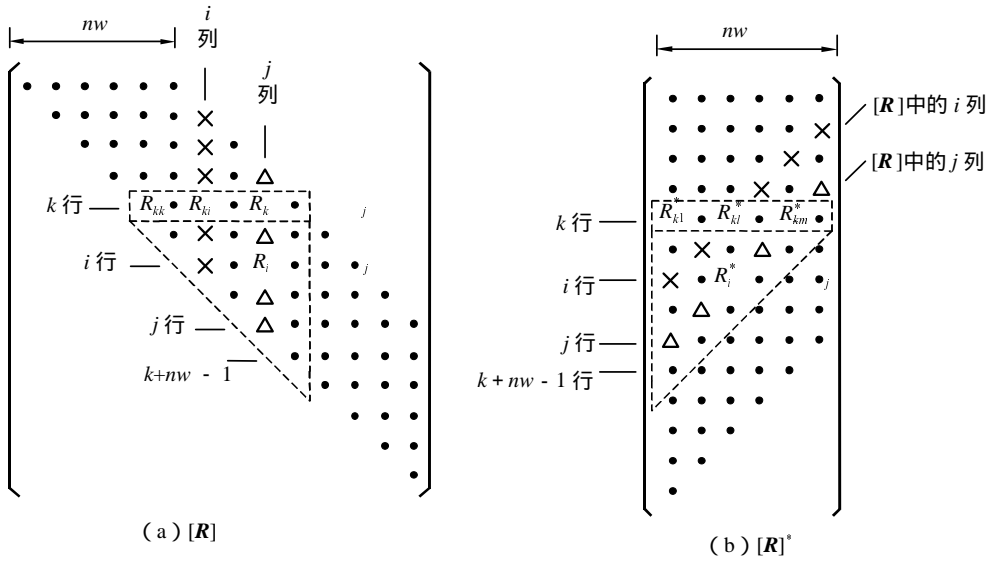 nw
i
列
j
列
k 行
R_kk R_ki R_k
j
i 行
R_i
j
j 行
k+nw - 1
（a）[R]
nw
[R]中的 i 列
[R]中的 j 列
k 行
R*_k1 R*_kl R*_km
i 行
R_i*
j
j 行
k + nw - 1 行
（b）[R]*